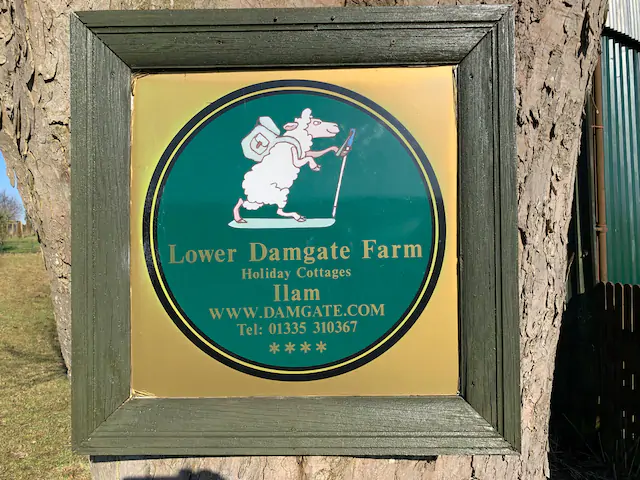 Lower Damgate Farm
Holiday Cottages
Ilam
WWW.DAMGATE.COM
Tel: 01335 310367
****